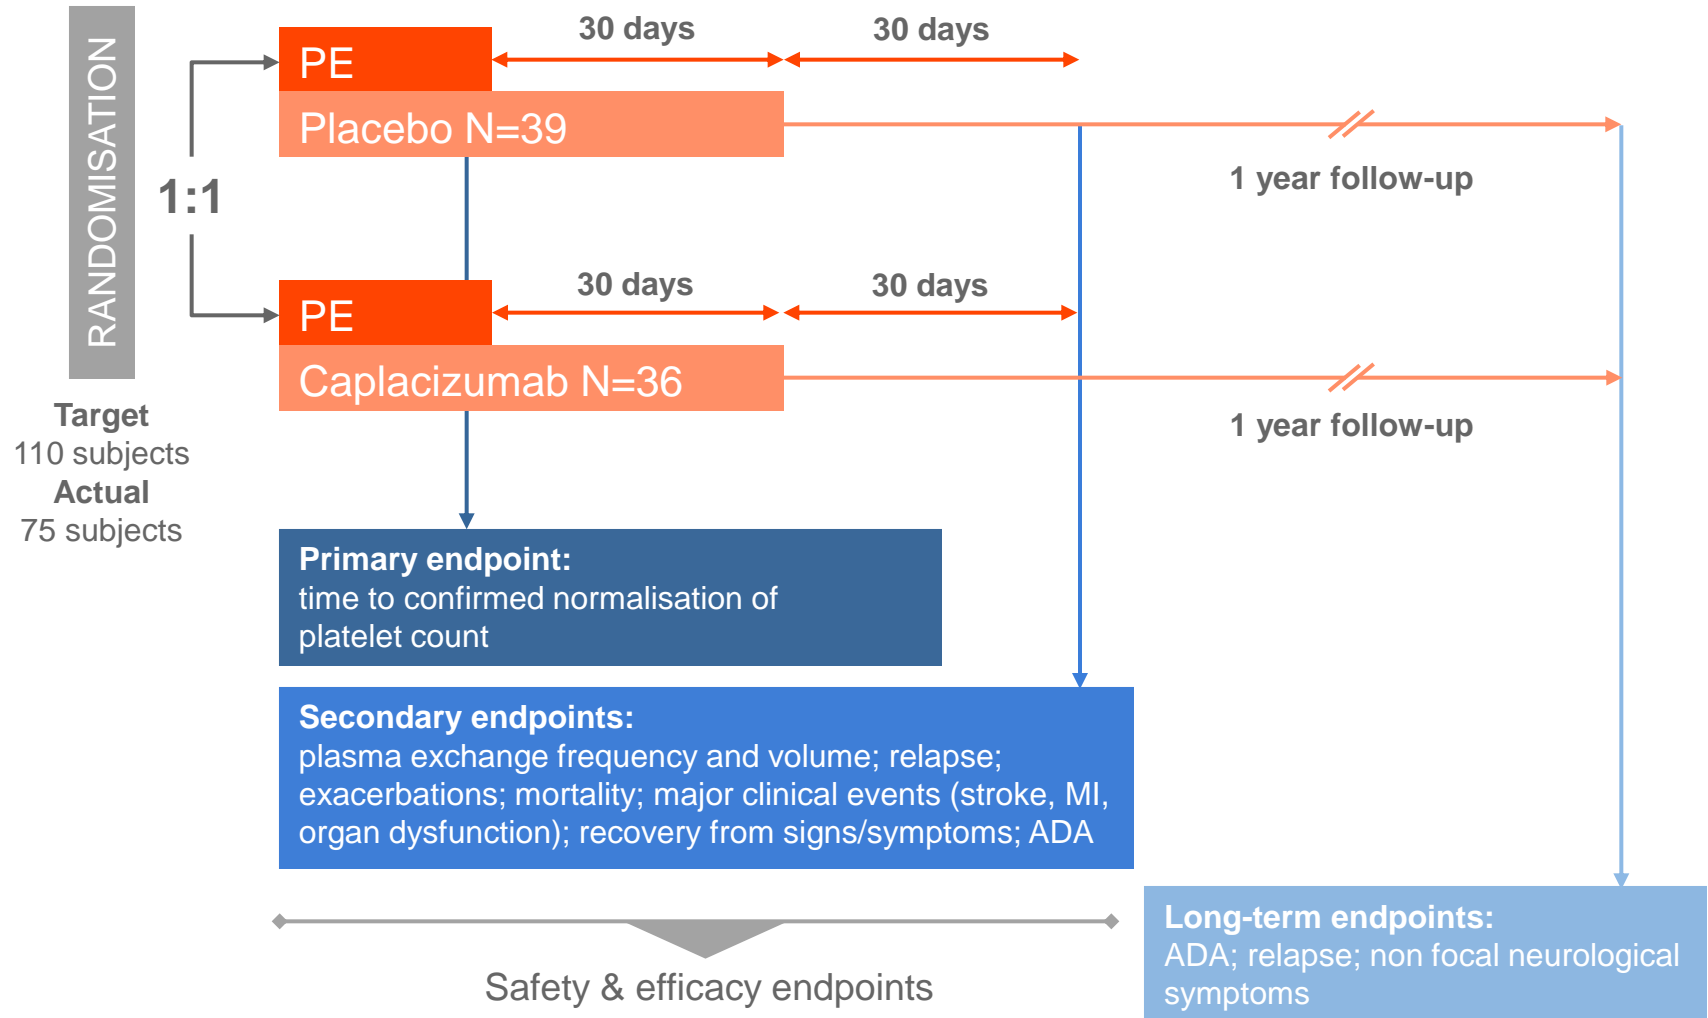 RANDOMISATION
1:1
Target
110 subjects
Actual
75 subjects
PE
30 days
30 days
Placebo N=39
1 year follow-up
PE
30 days
30 days
Caplacizumab N=36
1 year follow-up
Primary endpoint:
time to confirmed normalisation of
platelet count
Secondary endpoints:
plasma exchange frequency and volume; relapse;
exacerbations; mortality; major clinical events (stroke, MI,
organ dysfunction); recovery from signs/symptoms; ADA
Safety & efficacy endpoints
Long-term endpoints:
ADA; relapse; non focal neurological
symptoms